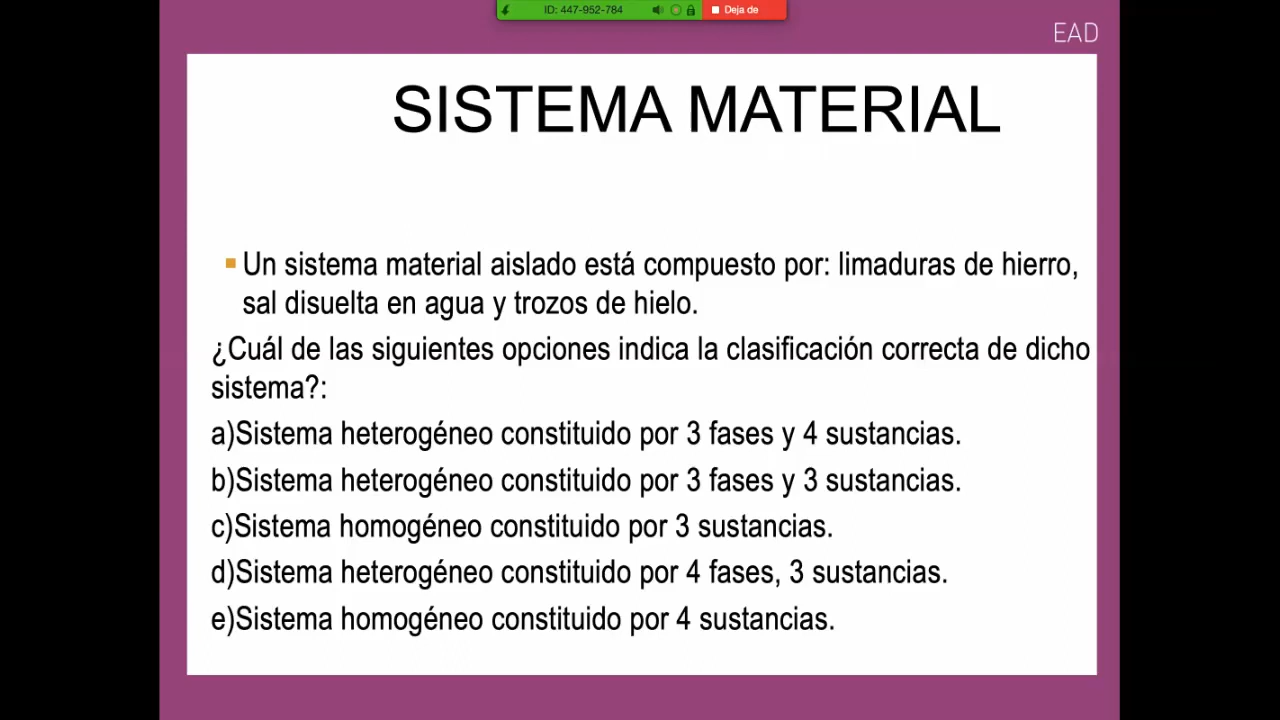 ID: 447-952-784
Deja de
EAD
SISTEMA MATERIAL
Un sistema material aislado está compuesto por: limaduras de hierro,
sal disuelta en agua y trozos de hielo.
¿Cuál de las siguientes opciones indica la clasificación correcta de dicho
sistema?:
a)Sistema heterogéneo constituido por 3 fases y 4 sustancias.
b)Sistema heterogéneo constituido por 3 fases y 3 sustancias.
c)Sistema homogéneo constituido por 3 sustancias.
d)Sistema heterogéneo constituido por 4 fases, 3 sustancias.
e)Sistema homogéneo constituido por 4 sustancias.